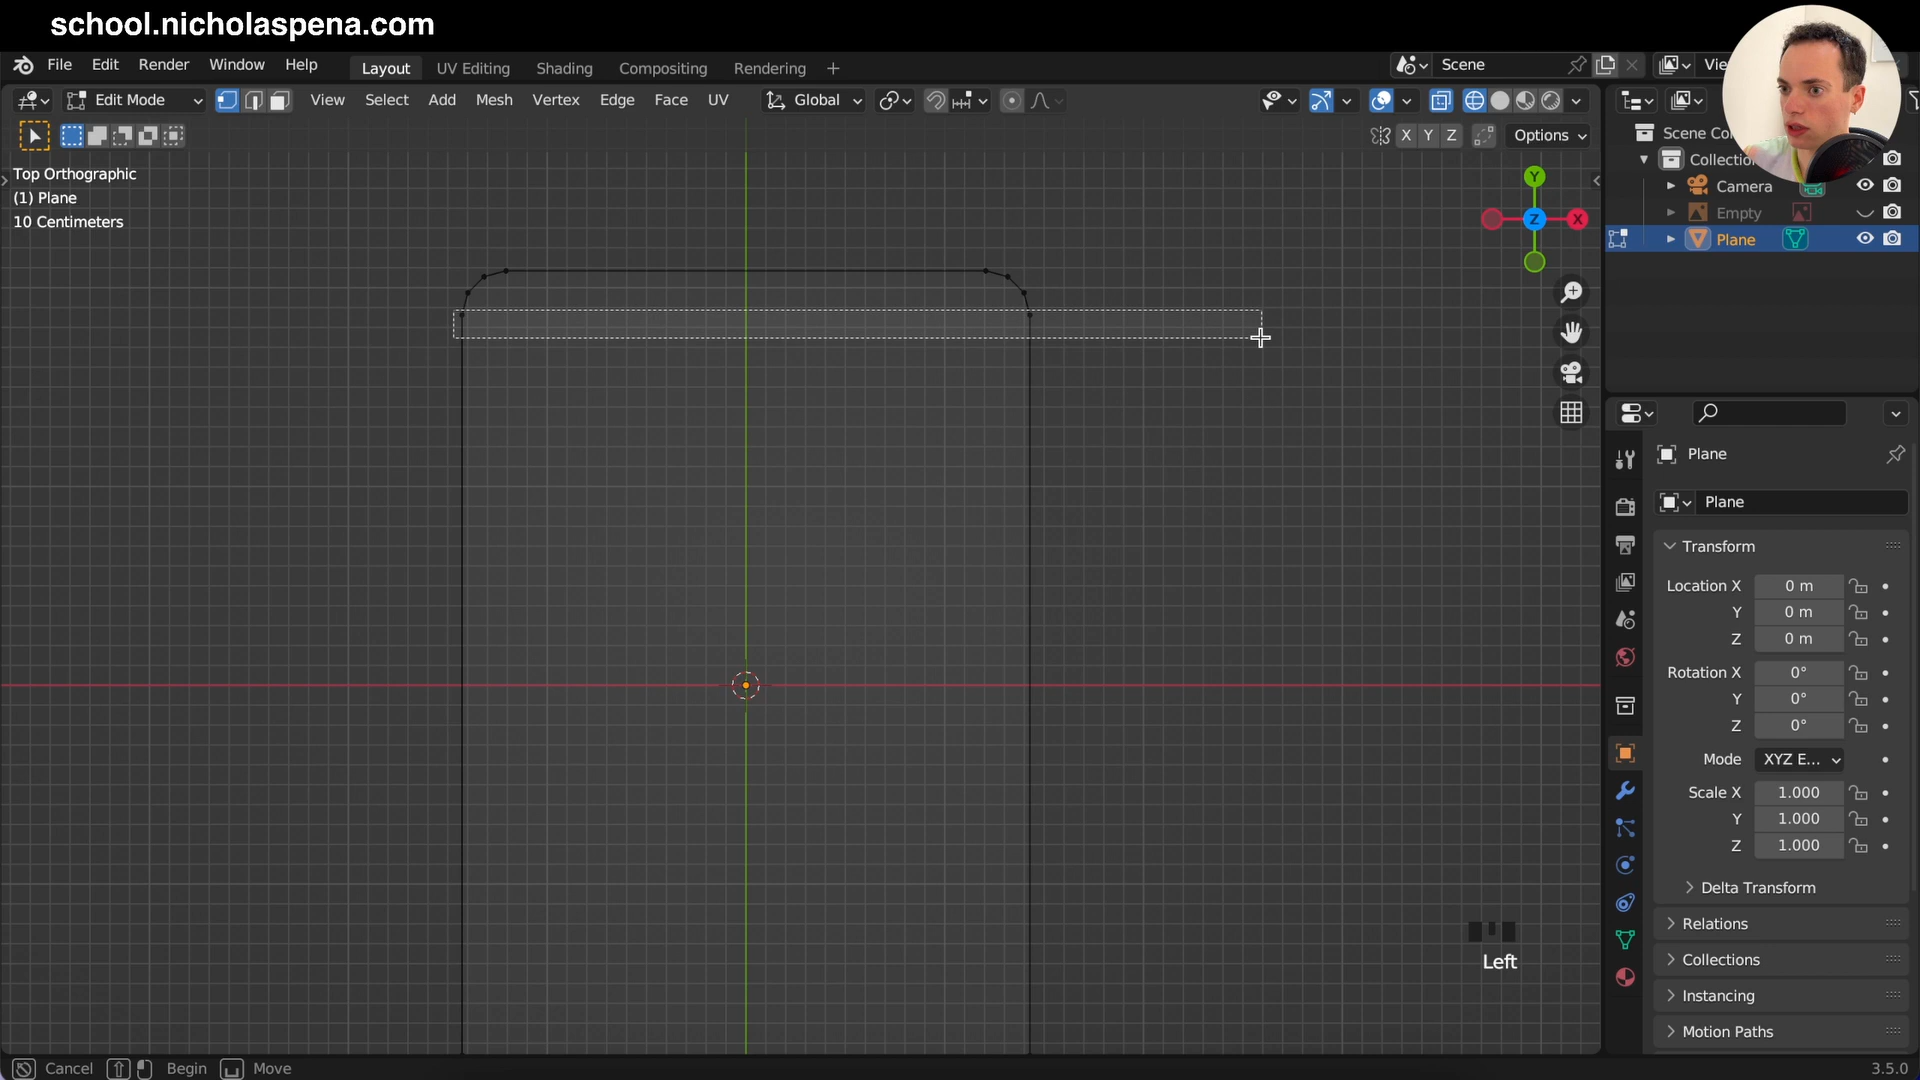 school.nicholaspena.com
File Edit Render Window Help Layout UV Editing Shading Compositing Rendering + Scene
Edit Mode View Select Add Mesh Vertex Edge Face UV Global
X Y Z Options
Top Orthographic
(1) Plane
10 Centimeters
Y
Z X
Camera
Empty
Plane
Plane
Plane
Transform
Location X 0 m
Y 0 m
Z 0 m
Rotation X 0°
Y 0°
Z 0°
Mode XYZ E...
Scale X 1.000
Y 1.000
Z 1.000
Delta Transform
Relations
Collections
Instancing
Motion Paths
Left
Cancel Begin Move 3.5.0